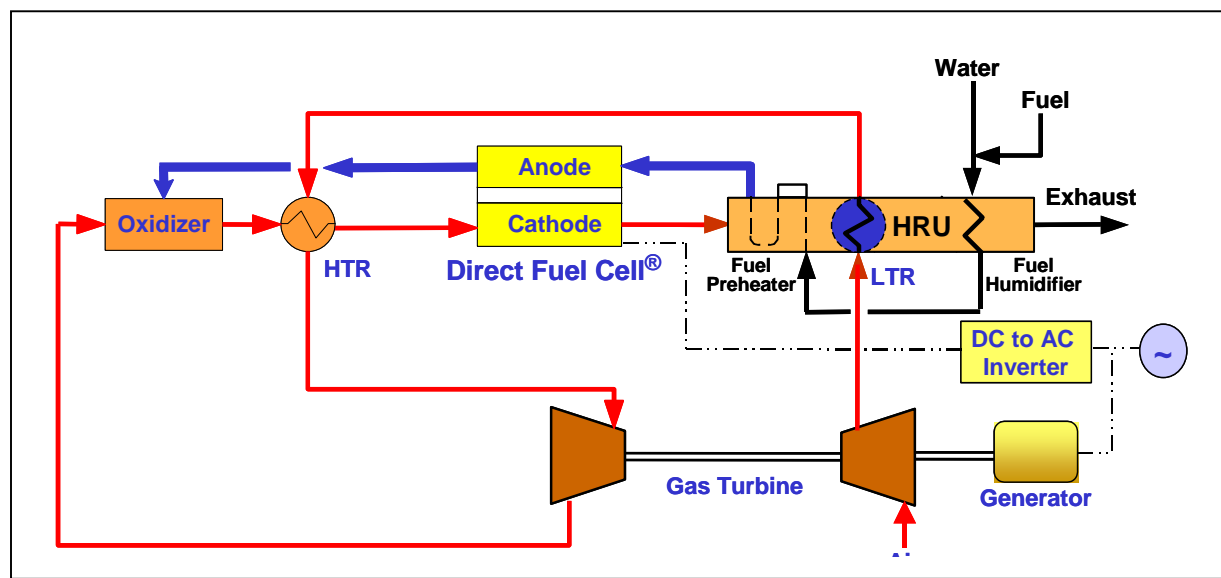 Water
Fuel
Anode
Exhaust
Oxidizer
Cathode
HRU
HTR
Direct Fuel Cell®
Fuel
Preheater
LTR
Fuel
Humidifier
DC to AC
Inverter
~
Gas Turbine
Generator